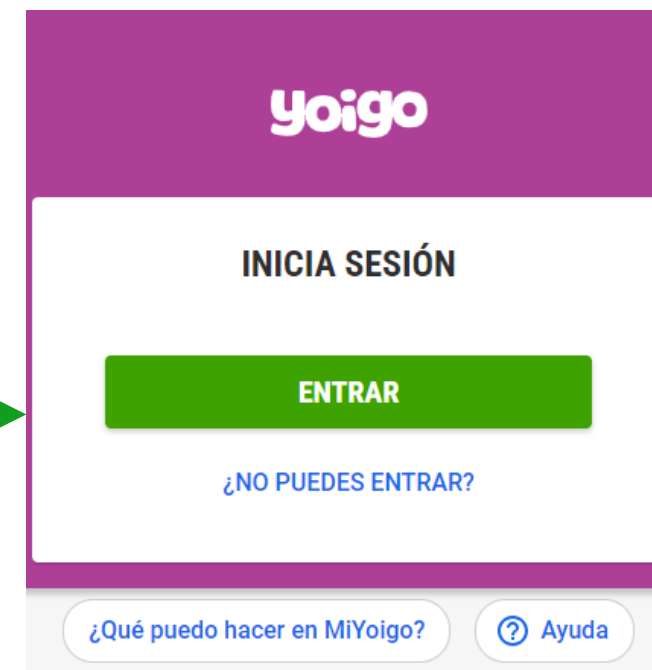 yoigo
INICIA SESIÓN
ENTRAR
¿NO PUEDES ENTRAR?
¿Qué puedo hacer en MiYoigo?
Ayuda